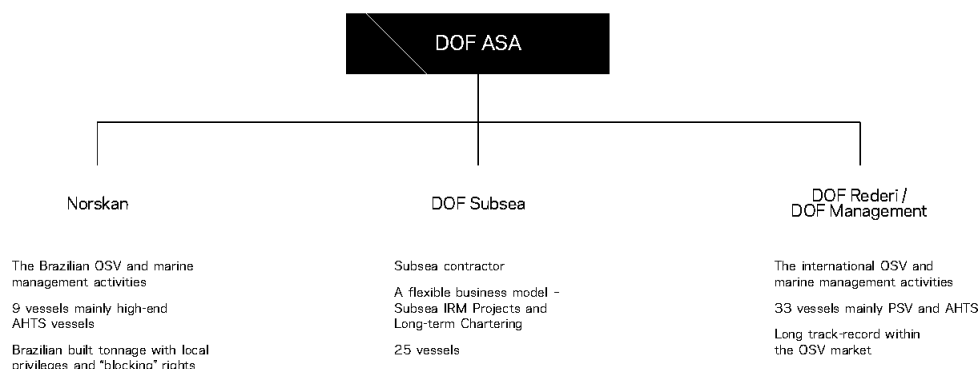 DOF ASA
Norskan
The Brazilian OSV and marine
management activities
9 vessels mainly high-end
AHTS vessels
Brazilian built tonnage with local
privileges and "blocking" rights
DOF Subsea
Subsea contractor
A flexible business model –
Subsea IRM Projects and
Long-term Chartering
25 vessels
DOF Rederi /
DOF Management
The international OSV and
marine management activities
33 vessels mainly PSV and AHTS
Long track-record within
the OSV market